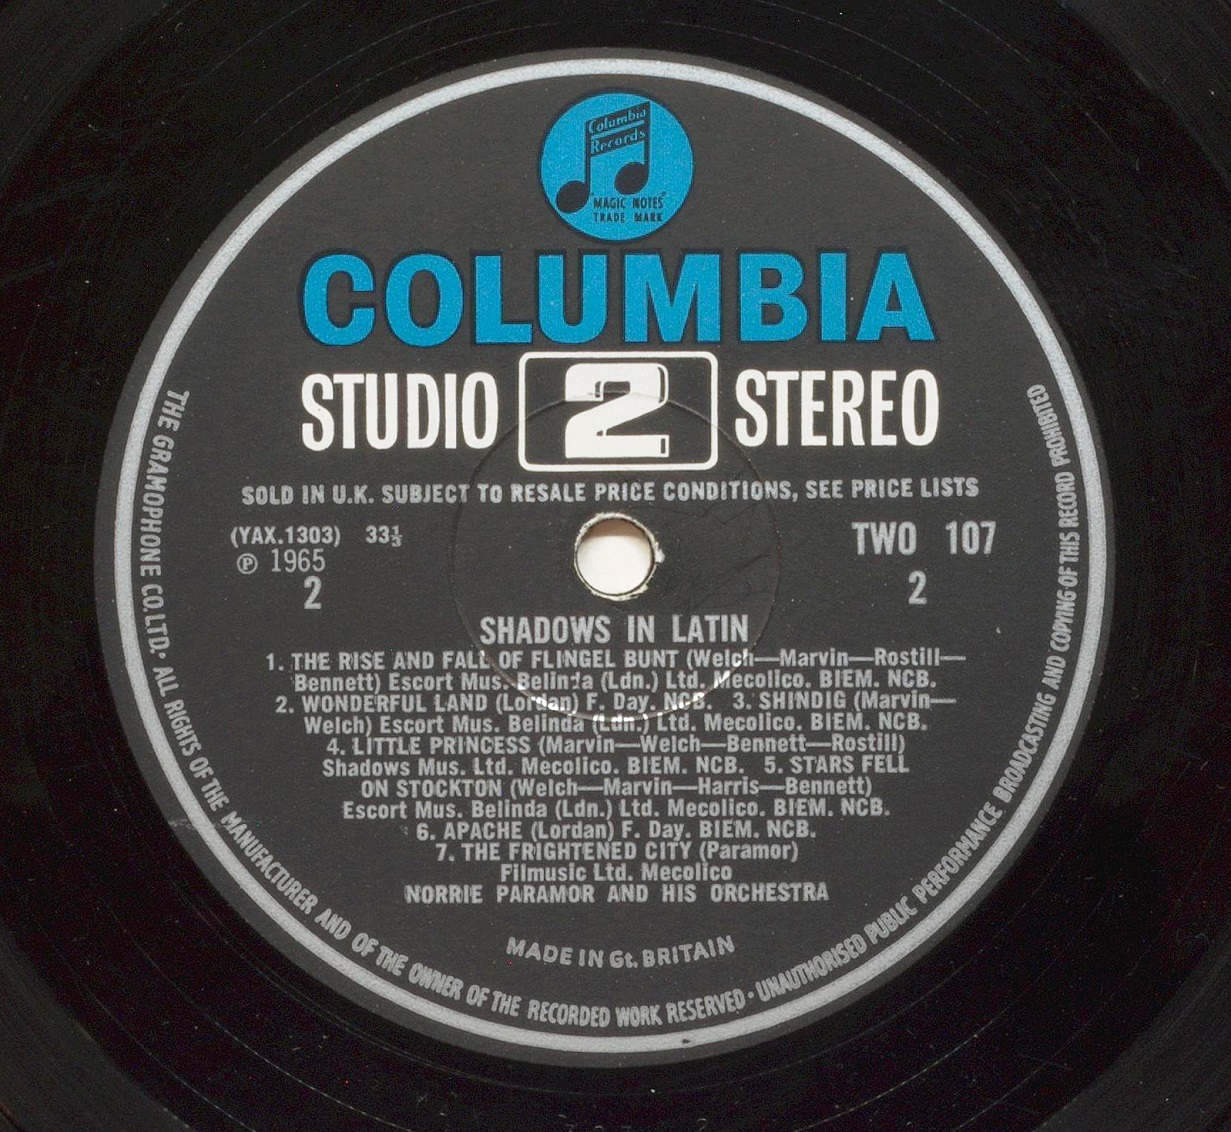 Columbia
Records
"MAGIC NOTES"
TRADE MARK
COLUMBIA
STUDIO 2 STEREO
SOLD IN U.K. SUBJECT TO RESALE PRICE CONDITIONS, SEE PRICE LISTS
(YAX.1303) 33⅓ TWO 107
℗ 1965
2 2
SHADOWS IN LATIN
1. THE RISE AND FALL OF FLINGEL BUNT (Welch—Marvin—Rostill—
Bennett) Escort Mus. Belinda (Ldn.) Ltd. Mecolico. BIEM. NCB.
2. WONDERFUL LAND (Lordan) F. Day. NCB. 3. SHINDIG (Marvin—
Welch) Escort Mus. Belinda (Ldn.) Ltd. Mecolico. BIEM. NCB.
4. LITTLE PRINCESS (Marvin—Welch—Bennett—Rostill)
Shadows Mus. Ltd. Mecolico. BIEM. NCB. 5. STARS FELL
ON STOCKTON (Welch—Marvin—Harris—Bennett)
Escort Mus. Belinda (Ldn.) Ltd. Mecolico. BIEM. NCB.
6. APACHE (Lordan) F. Day. BIEM. NCB.
7. THE FRIGHTENED CITY (Paramor)
Filmusic Ltd. Mecolico
NORRIE PARAMOR AND HIS ORCHESTRA
MADE IN Gt. BRITAIN
THE GRAMOPHONE CO. LTD. · ALL RIGHTS OF THE MANUFACTURER AND OF THE OWNER OF THE RECORDED WORK RESERVED · UNAUTHORISED PUBLIC PERFORMANCE BROADCASTING AND COPYING OF THIS RECORD PROHIBITED